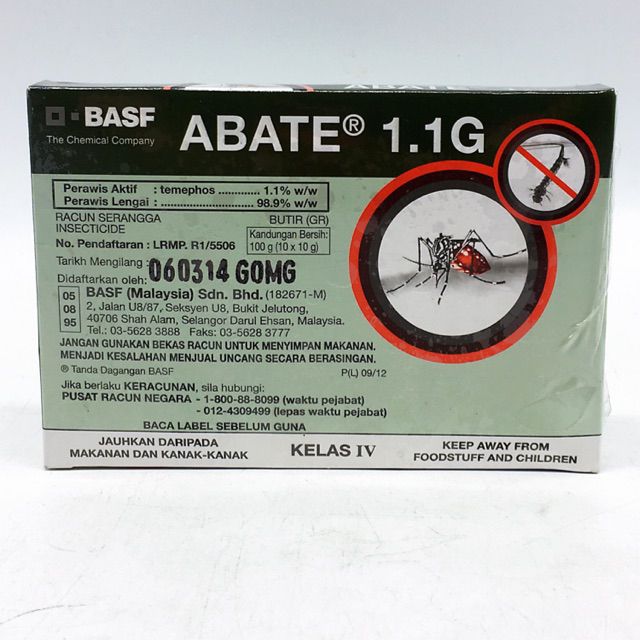 BASF
The Chemical Company
ABATE® 1.1G
Perawis Aktif : temephos ............. 1.1% w/w
Perawis Lengai : ............................ 98.9% w/w
RACUN SERANGGA BUTIR (GR)
INSECTICIDE
Kandungan Bersih:
100 g (10 x 10 g)
No. Pendaftaran : LRMP. R1/5506
Tarikh Mengilang : 060314 GOMG
Didaftarkan oleh:
05
08
95
BASF (Malaysia) Sdn. Bhd. (182671-M)
2, Jalan U8/87, Seksyen U8, Bukit Jelutong,
40706 Shah Alam, Selangor Darul Ehsan, Malaysia.
Tel.: 03-5628 3888 Faks: 03-5628 3777
JANGAN GUNAKAN BEKAS RACUN UNTUK MENYIMPAN MAKANAN.
MENJADI KESALAHAN MENJUAL UNCANG SECARA BERASINGAN.
® Tanda Dagangan BASF P(L) 09/12
Jika berlaku KERACUNAN, sila hubungi:
PUSAT RACUN NEGARA - 1-800-88-8099 (waktu pejabat)
- 012-4309499 (lepas waktu pejabat)
BACA LABEL SEBELUM GUNA
JAUHKAN DARIPADA
MAKANAN DAN KANAK-KANAK
KELAS IV
KEEP AWAY FROM
FOODSTUFF AND CHILDREN